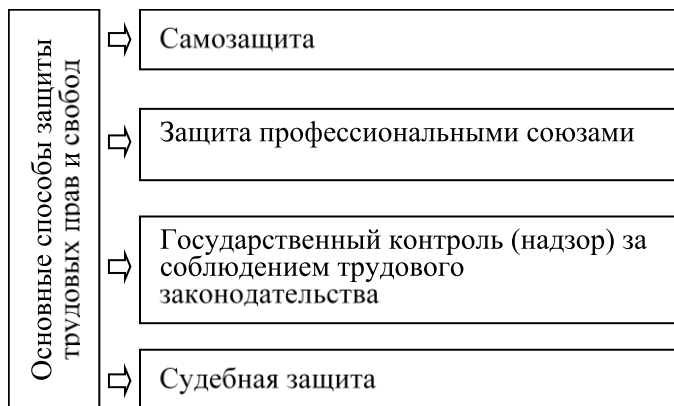 Основные способы защиты
трудовых прав и свобод
Самозащита
Защита профессиональными союзами
Государственный контроль (надзор) за
соблюдением трудового
законодательства
Судебная защита